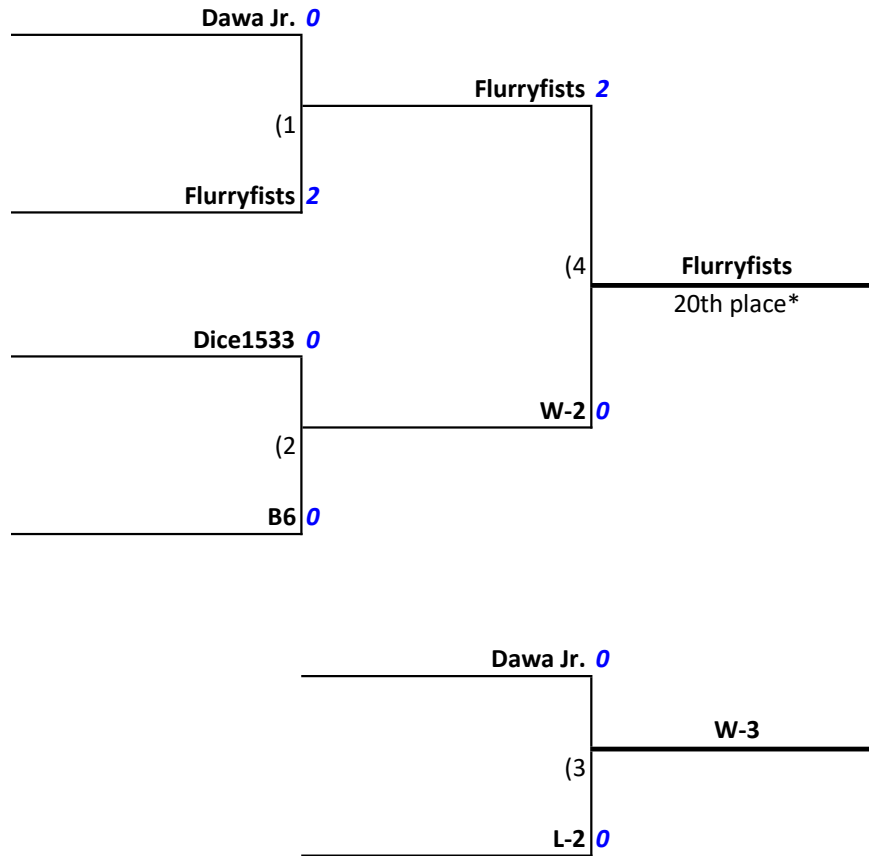 Dawa Jr. 0
Flurryfists 2
(1
Flurryfists 2
(4 Flurryfists
20th place*
Dice1533 0
W-2 0
(2
B6 0
Dawa Jr. 0
W-3
(3
L-2 0